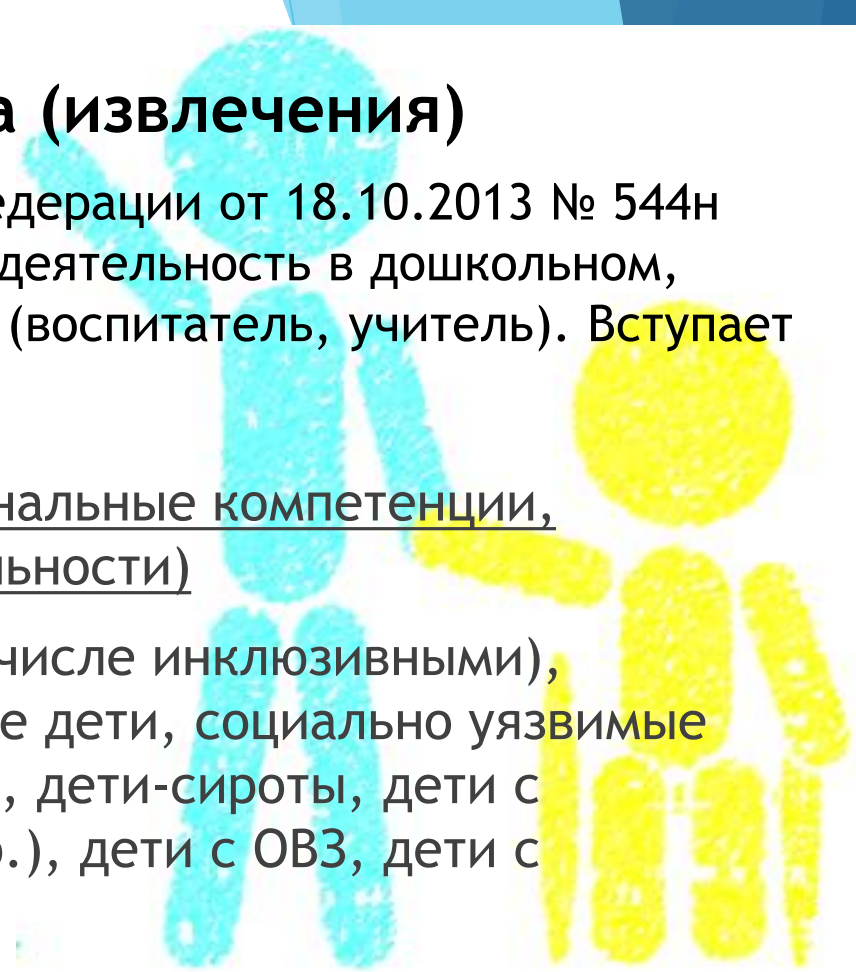 а (извлечения)
едерации от 18.10.2013 № 544н
деятельность в дошкольном,
(воспитатель, учитель). Вступает
нальные компетенции,
льности)
числе инклюзивными),
е дети, социально уязвимые
, дети-сироты, дети с
р.), дети с ОВЗ, дети с